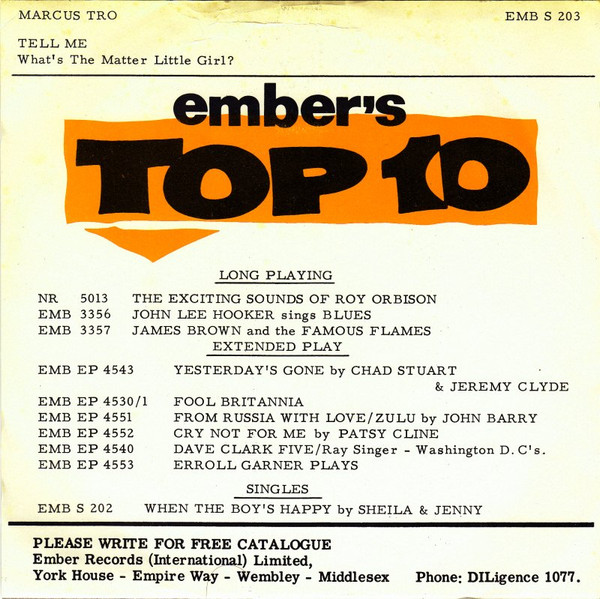 MARCUS TRO EMB S 203
TELL ME
What's The Matter Little Girl?
ember's
TOP 10
LONG PLAYING
NR 5013 THE EXCITING SOUNDS OF ROY ORBISON
EMB 3356 JOHN LEE HOOKER sings BLUES
EMB 3357 JAMES BROWN and the FAMOUS FLAMES
EXTENDED PLAY
EMB EP 4543 YESTERDAY'S GONE by CHAD STUART
& JEREMY CLYDE
EMB EP 4530/1 FOOL BRITANNIA
EMB EP 4551 FROM RUSSIA WITH LOVE/ZULU by JOHN BARRY
EMB EP 4552 CRY NOT FOR ME by PATSY CLINE
EMB EP 4540 DAVE CLARK FIVE/Ray Singer - Washington D.C's.
EMB EP 4553 ERROLL GARNER PLAYS
SINGLES
EMB S 202 WHEN THE BOY'S HAPPY by SHEILA & JENNY
PLEASE WRITE FOR FREE CATALOGUE
Ember Records (International) Limited,
York House - Empire Way - Wembley - Middlesex Phone: DILigence 1077.